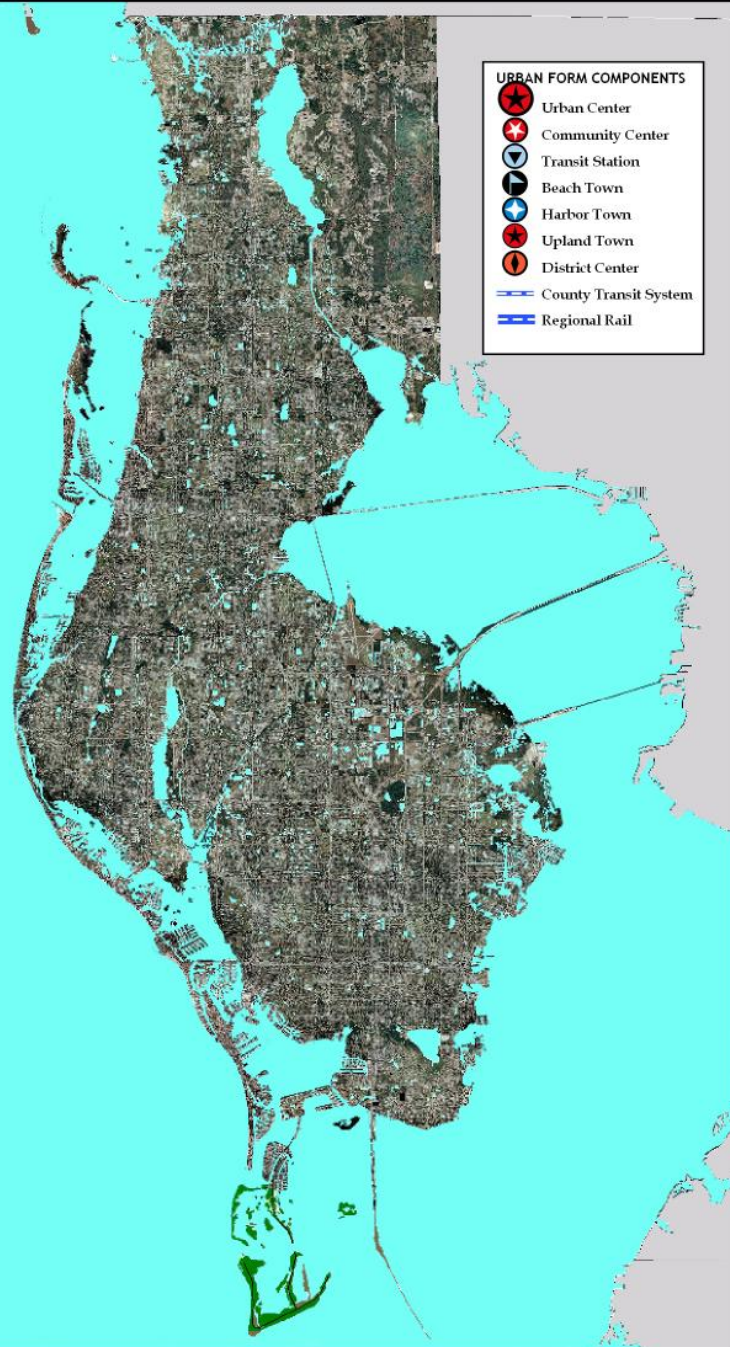 URBAN FORM COMPONENTS
Urban Center
Community Center
Transit Station
Beach Town
Harbor Town
Upland Town
District Center
County Transit System
Regional Rail